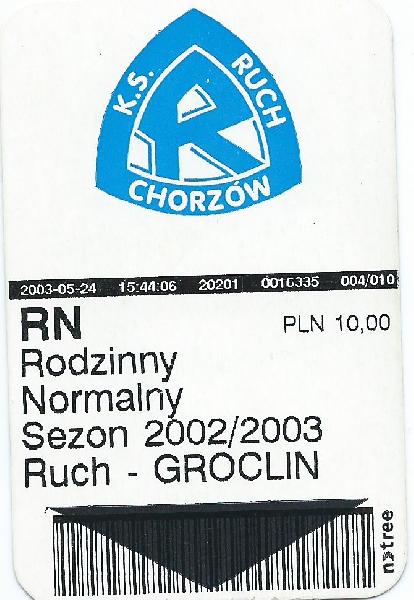 K.S. RUCH
CHORZÓW
2003-05-24 15:44:06 20201 0016335 004/010
RN
PLN 10,00
Rodzinny
Normalny
Sezon 2002/2003
Ruch - GROCLIN